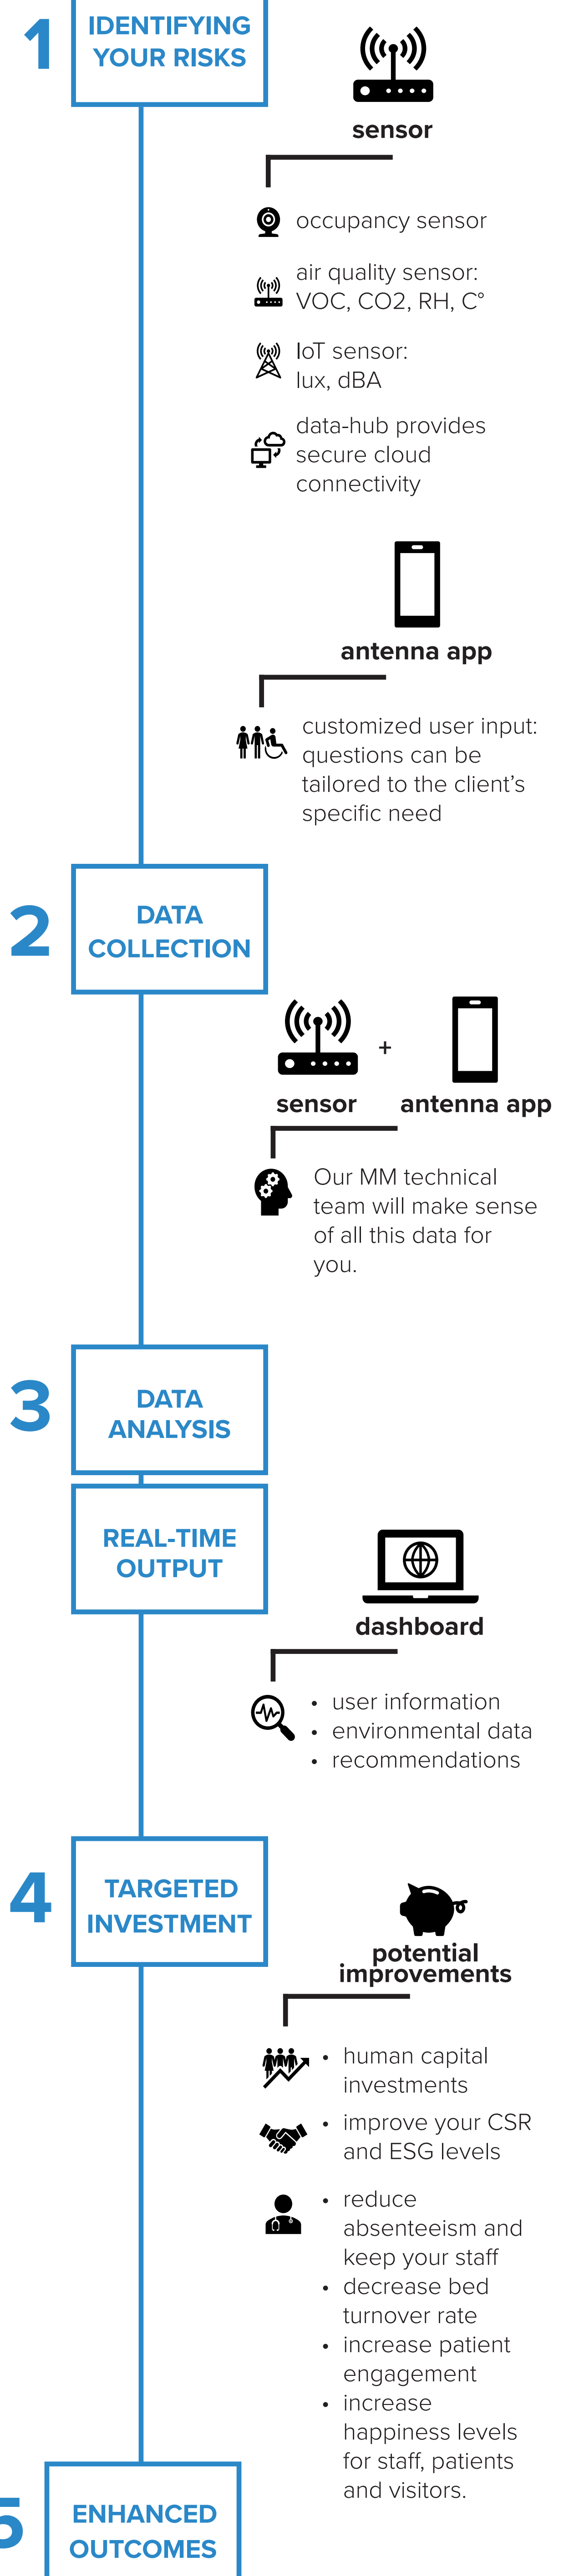 1
IDENTIFYING
YOUR RISKS
sensor
occupancy sensor
air quality sensor:
VOC, CO2, RH, C°
IoT sensor:
lux, dBA
data-hub provides
secure cloud
connectivity
antenna app
customized user input:
questions can be
tailored to the client's
specific need
2
DATA
COLLECTION
sensor + antenna app
Our MM technical
team will make sense
of all this data for
you.
3
DATA
ANALYSIS
REAL-TIME
OUTPUT
dashboard
• user information
• environmental data
• recommendations
4
TARGETED
INVESTMENT
potential
improvements
• human capital
investments
• improve your CSR
and ESG levels
• reduce
absenteeism and
keep your staff
• decrease bed
turnover rate
• increase patient
engagement
• increase
happiness levels
for staff, patients
and visitors.
5
ENHANCED
OUTCOMES